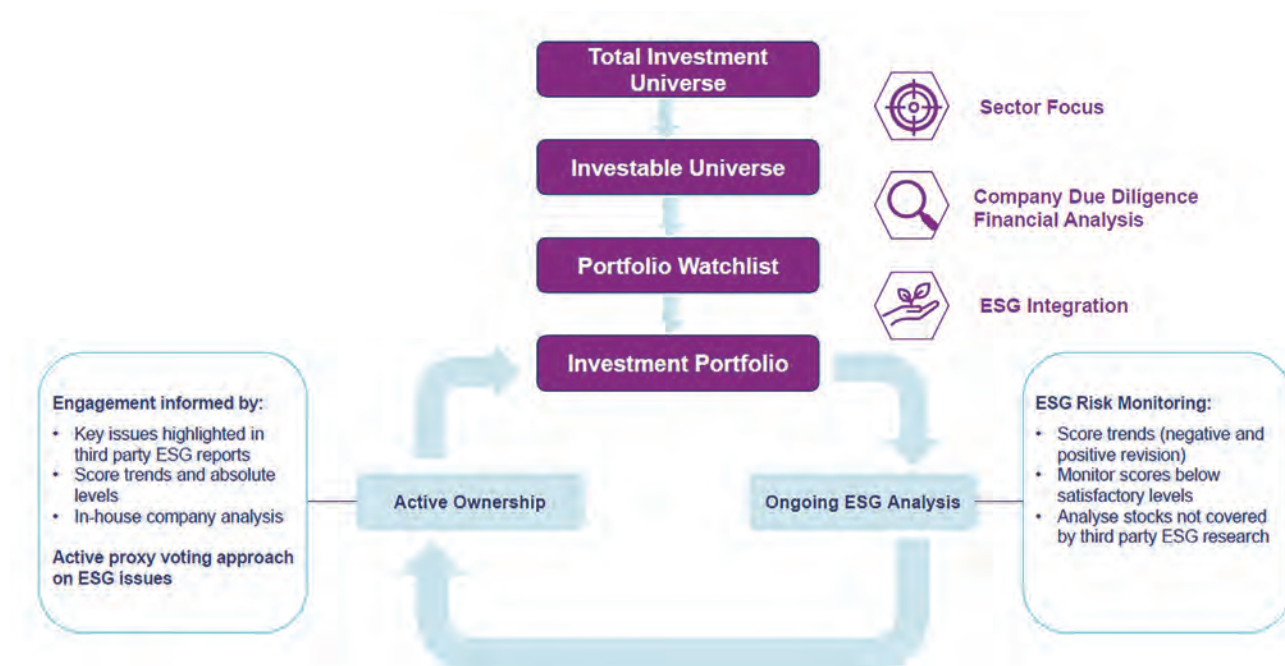 Total Investment
Universe
Investable Universe
Portfolio Watchlist
Investment Portfolio
Sector Focus
Company Due Diligence
Financial Analysis
ESG Integration
Engagement informed by:
• Key issues highlighted in
third party ESG reports
• Score trends and absolute
levels
• In-house company analysis
Active proxy voting approach
on ESG issues
Active Ownership
Ongoing ESG Analysis
ESG Risk Monitoring:
• Score trends (negative and
positive revision)
• Monitor scores below
satisfactory levels
• Analyse stocks not covered
by third party ESG research